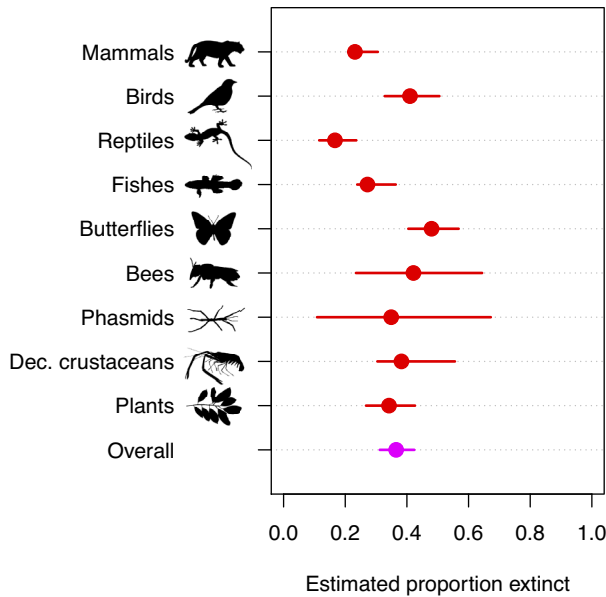 Mammals
Birds
Reptiles
Fishes
Butterflies
Bees
Phasmids
Dec. crustaceans
Plants
Overall
0.0 0.2 0.4 0.6 0.8 1.0
Estimated proportion extinct